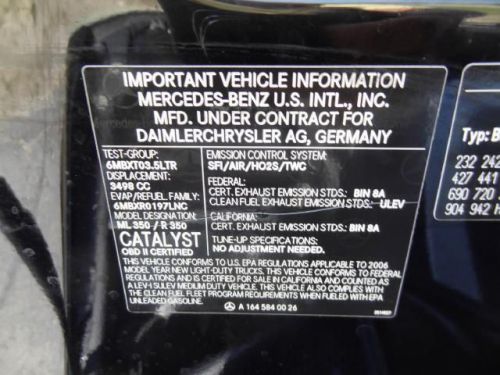 IMPORTANT VEHICLE INFORMATION
MERCEDES-BENZ U.S. INTL., INC.
MFD. UNDER CONTRACT FOR
DAIMLERCHRYSLER AG, GERMANY
TEST-GROUP:
6MBXT03.5LTR
DISPLACEMENT:
3498 CC
EVAP/REFUEL. FAMILY:
6MBXR0197LNC
MODEL DESIGNATION:
ML 350 / R 350
CATALYST
OBD II CERTIFIED
EMISSION CONTROL SYSTEM:
SFI/AIR/HO2S/TWC
FEDERAL:
CERT. EXHAUST EMISSION STDS.: BIN 8A
CLEAN FUEL EXHAUST EMISSION STDS.: ULEV
CALIFORNIA:
CERT. EXHAUST EMISSION STDS.: BIN 8A
TUNE-UP SPECIFICATIONS:
NO ADJUSTMENT NEEDED.
THIS VEHICLE CONFORMS TO U.S. EPA REGULATIONS APPLICABLE TO 2006
MODEL YEAR NEW LIGHT-DUTY TRUCKS. THIS VEHICLE CONFORMS TO FEDERAL
REGULATIONS AND IS CERTIFIED FOR SALE IN CALIFORNIA AND COUNTED AS
A LEV-I SULEV MEDIUM DUTY VEHICLE. THIS VEHICLE ALSO COMPLIES WITH
THE CLEAN FUEL FLEET PROGRAM REQUIREMENTS WHEN FUELED WITH EPA
UNLEADED GASOLINE.
A 164 584 00 26
Typ: B
232 242
427 441
690 720
904 942